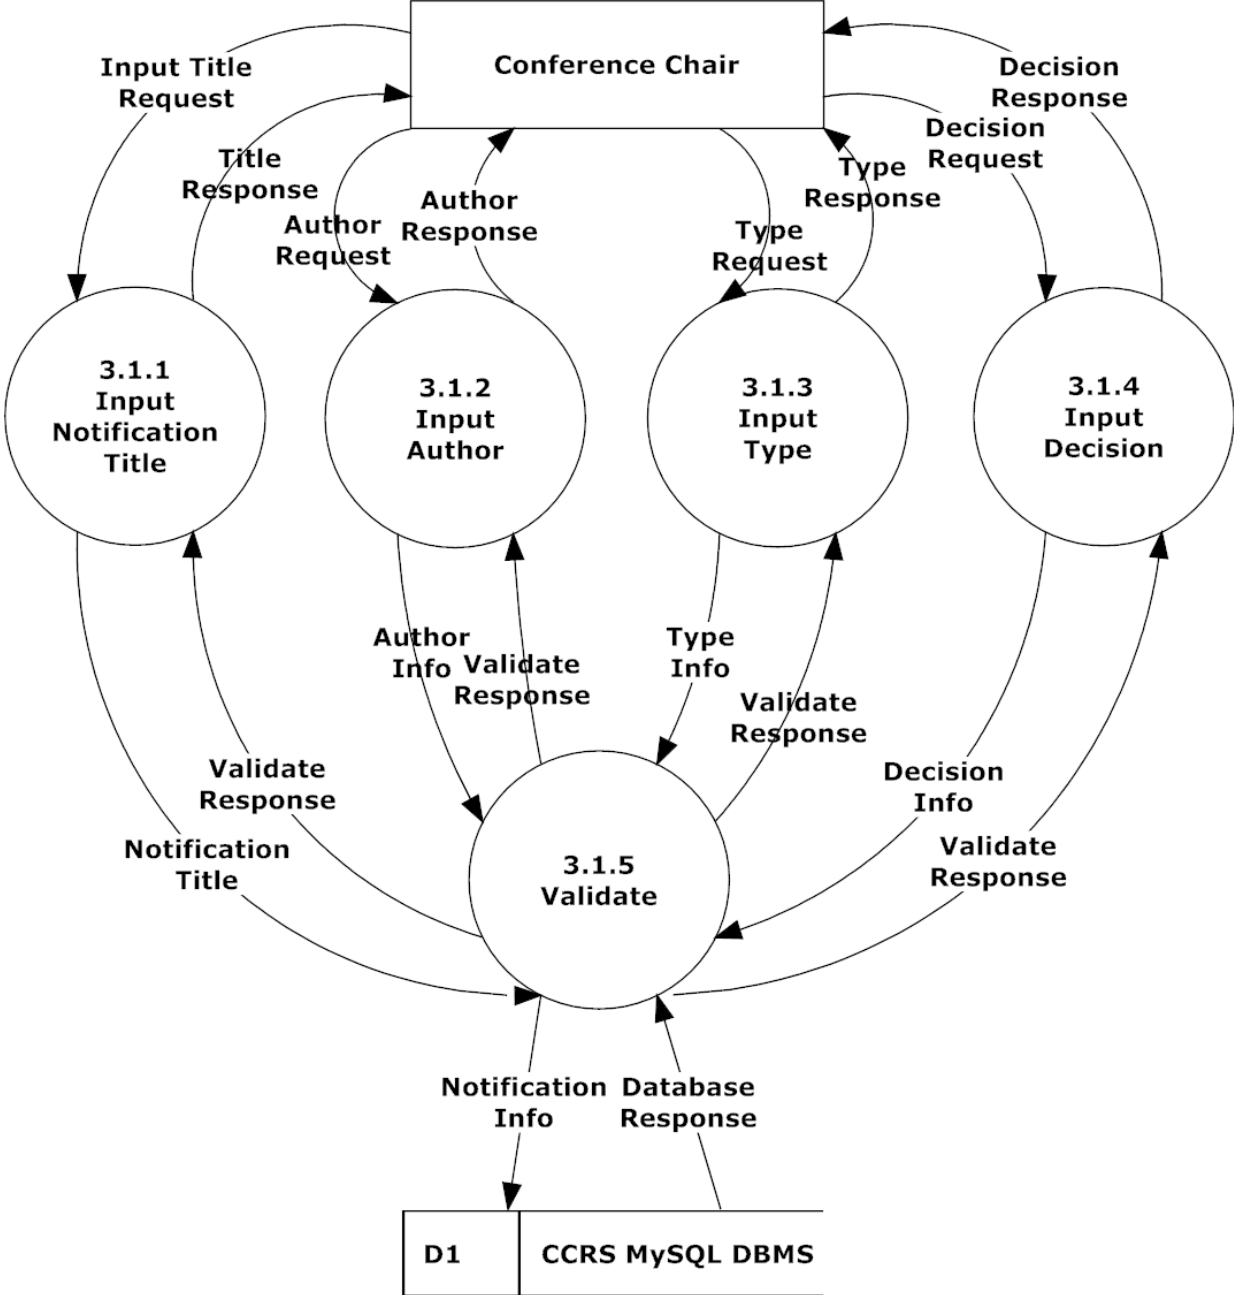 Conference Chair
Input Title
Request
Decision
Response
Decision
Request
Title
Response
Type
Response
Author
Response
Author
Request
Type
Request
3.1.1
Input
Notification
Title
3.1.2
Input
Author
3.1.3
Input
Type
3.1.4
Input
Decision
Author
Info
Validate
Response
Type
Info
Validate
Response
Validate
Response
Decision
Info
Notification
Title
Validate
Response
3.1.5
Validate
Notification
Info
Database
Response
D1
CCRS MySQL DBMS